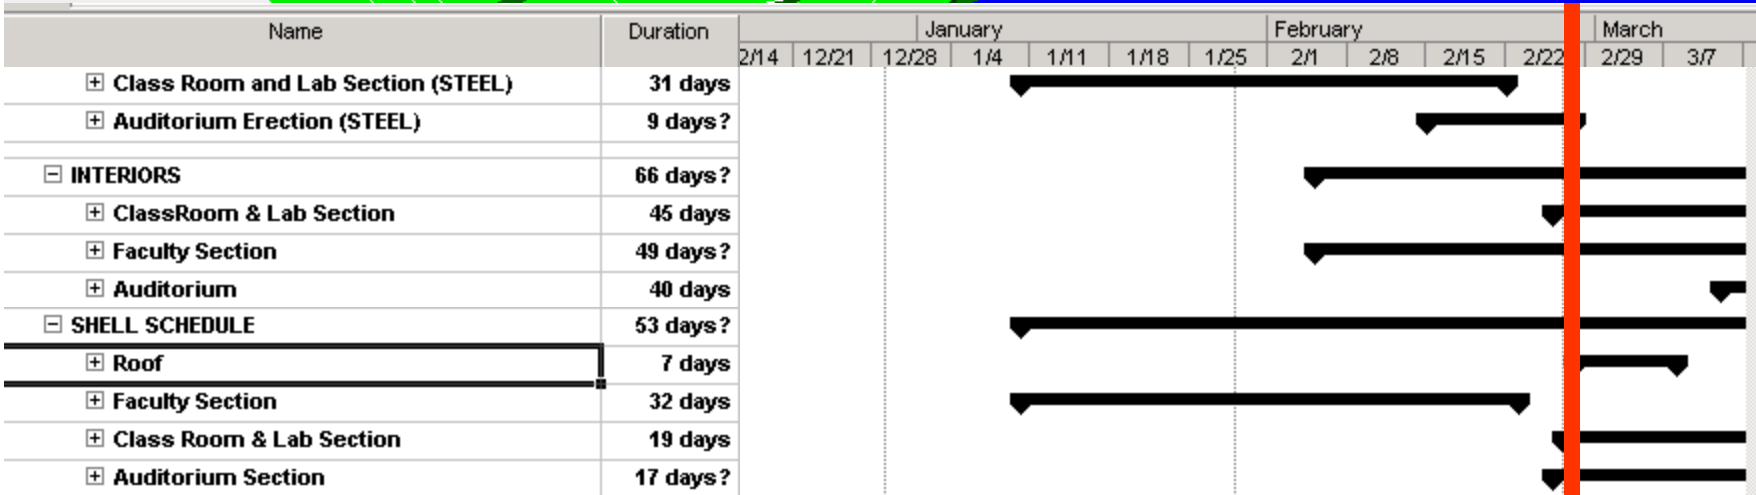 Name Duration January February March
2/14 12/21 12/28 1/4 1/11 1/18 1/25 2/1 2/8 2/15 2/22 2/29 3/7
Class Room and Lab Section (STEEL) 31 days
Auditorium Erection (STEEL) 9 days?
INTERIORS 66 days?
ClassRoom & Lab Section 45 days
Faculty Section 49 days?
Auditorium 40 days
SHELL SCHEDULE 53 days?
Roof 7 days
Faculty Section 32 days
Class Room & Lab Section 19 days
Auditorium Section 17 days?